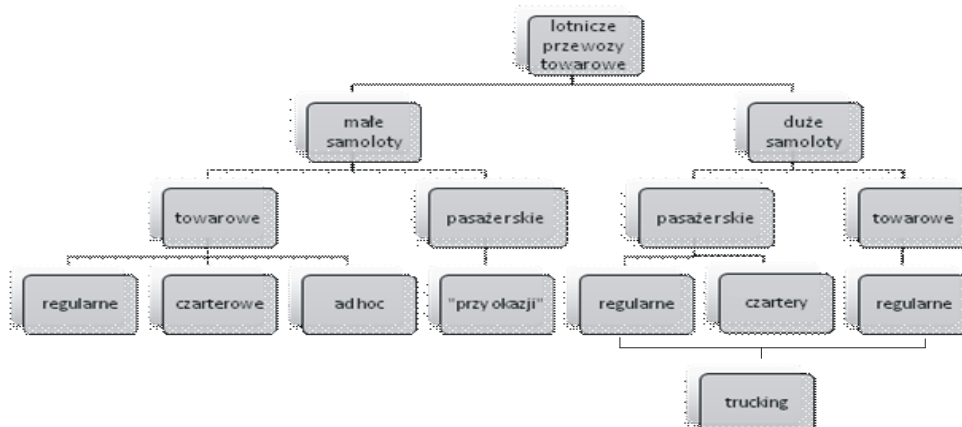 lotnicze
przewozy
towarowe
małe
samoloty
duże
samoloty
towarowe
pasażerskie
pasażerskie
towarowe
regularne
czarterowe
ad hoc
"przy okazji"
regularne
czartery
regularne
trucking